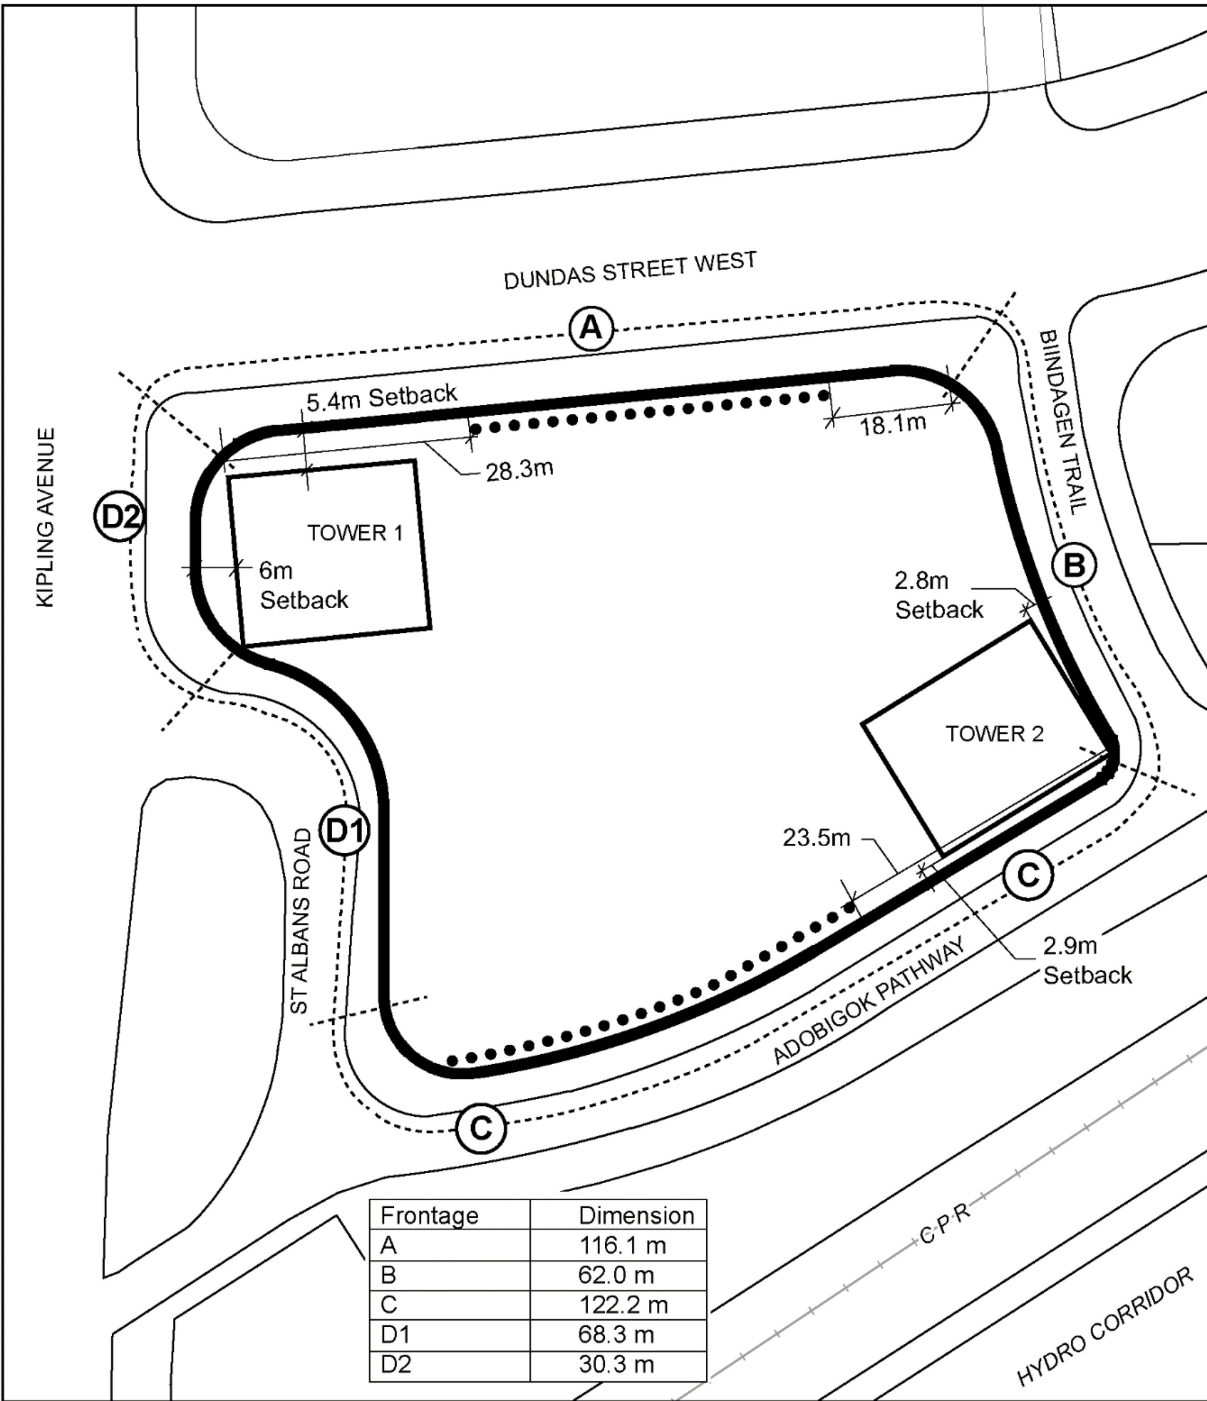 DUNDAS STREET WEST
A
BIINDAGEN TRAIL
5.4m Setback
18.1m
28.3m
KIPLING AVENUE
D2
TOWER 1
6m
Setback
B
2.8m
Setback
TOWER 2
D1
23.5m
ST ALBANS ROAD
C
2.9m
Setback
ADOBIGOK PATHWAY
C
Frontage Dimension
A 116.1 m
B 62.0 m
C 122.2 m
D1 68.3 m
D2 30.3 m
C P R
HYDRO CORRIDOR